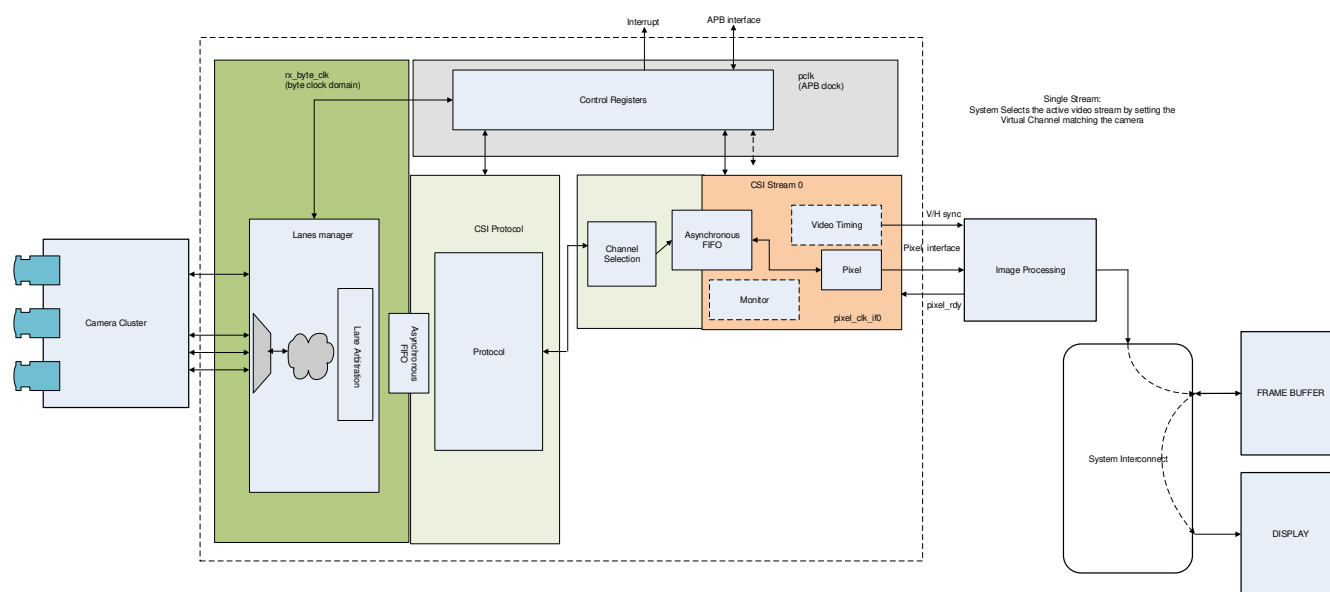 Interrupt
APB interface
rx_byte_clk
(byte clock domain)
pclk
(APB clock)
Control Registers
Single Stream:
System Selects the active video stream by setting the
Virtual Channel matching the camera
CSI Stream 0
Lanes manager
CSI Protocol
Video Timing
V/H sync
Channel
Selection
Asynchronous
FIFO
Pixel interface
Pixel
Image Processing
Monitor
pixel_rdy
pixel_clk_if0
Camera Cluster
Lane Arbitration
Asynchronous
FIFO
Protocol
FRAME BUFFER
System Interconnect
DISPLAY